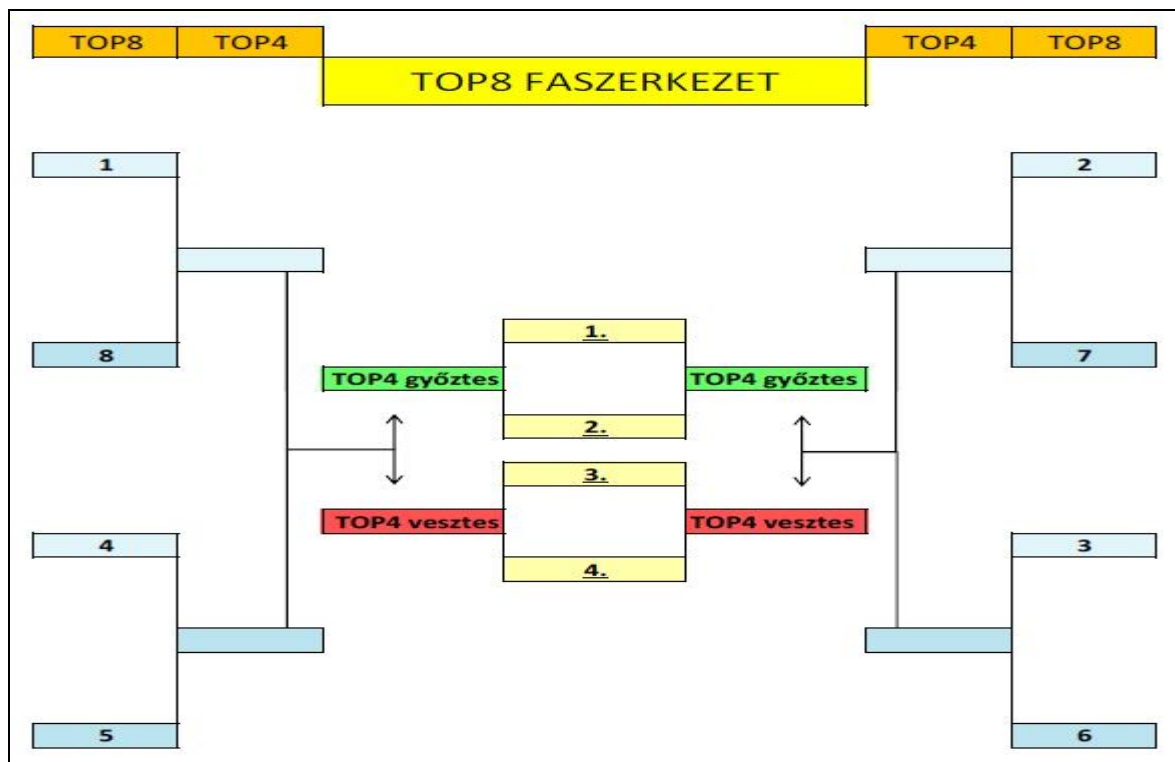 TOP8 TOP4 TOP4 TOP8
TOP8 FASZERKEZET
1 2
8 7
1.
TOP4 győztes TOP4 győztes
2.
3.
TOP4 vesztes TOP4 vesztes
4.
4 3
5 6